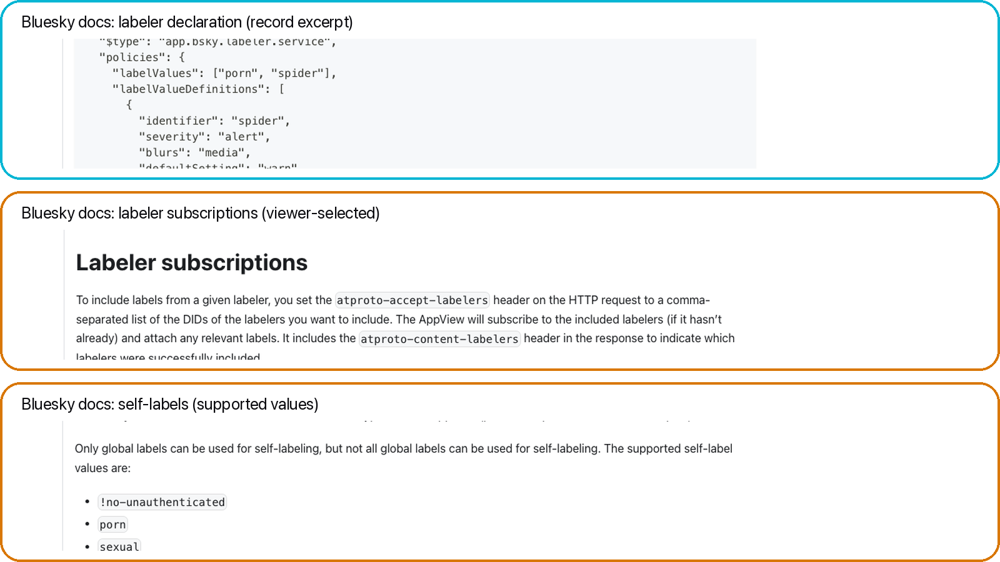 Bluesky docs: labeler declaration (record excerpt)
"$type": "app.bsky.labeler.service",
"policies": {
"labelValues": ["porn", "spider"],
"labelValueDefinitions": [
{
"identifier": "spider",
"severity": "alert",
"blurs": "media",
"defaultSetting": "warn"
Bluesky docs: labeler subscriptions (viewer-selected)
Labeler subscriptions
To include labels from a given labeler, you set the atproto-accept-labelers header on the HTTP request to a comma-
separated list of the DIDs of the labelers you want to include. The AppView will subscribe to the included labelers (if it hasn't
already) and attach any relevant labels. It includes the atproto-content-labelers header in the response to indicate which
labelers were successfully included
Bluesky docs: self-labels (supported values)
Only global labels can be used for self-labeling, but not all global labels can be used for self-labeling. The supported self-label
values are:
• !no-unauthenticated
• porn
• sexual